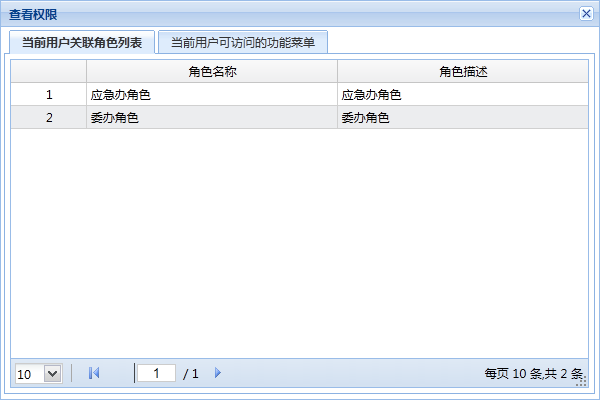 查看权限
当前用户关联角色列表 当前用户可访问的功能菜单
角色名称 角色描述
1 应急办角色 应急办角色
2 委办角色 委办角色
10 1 / 1 每页 10 条,共 2 条